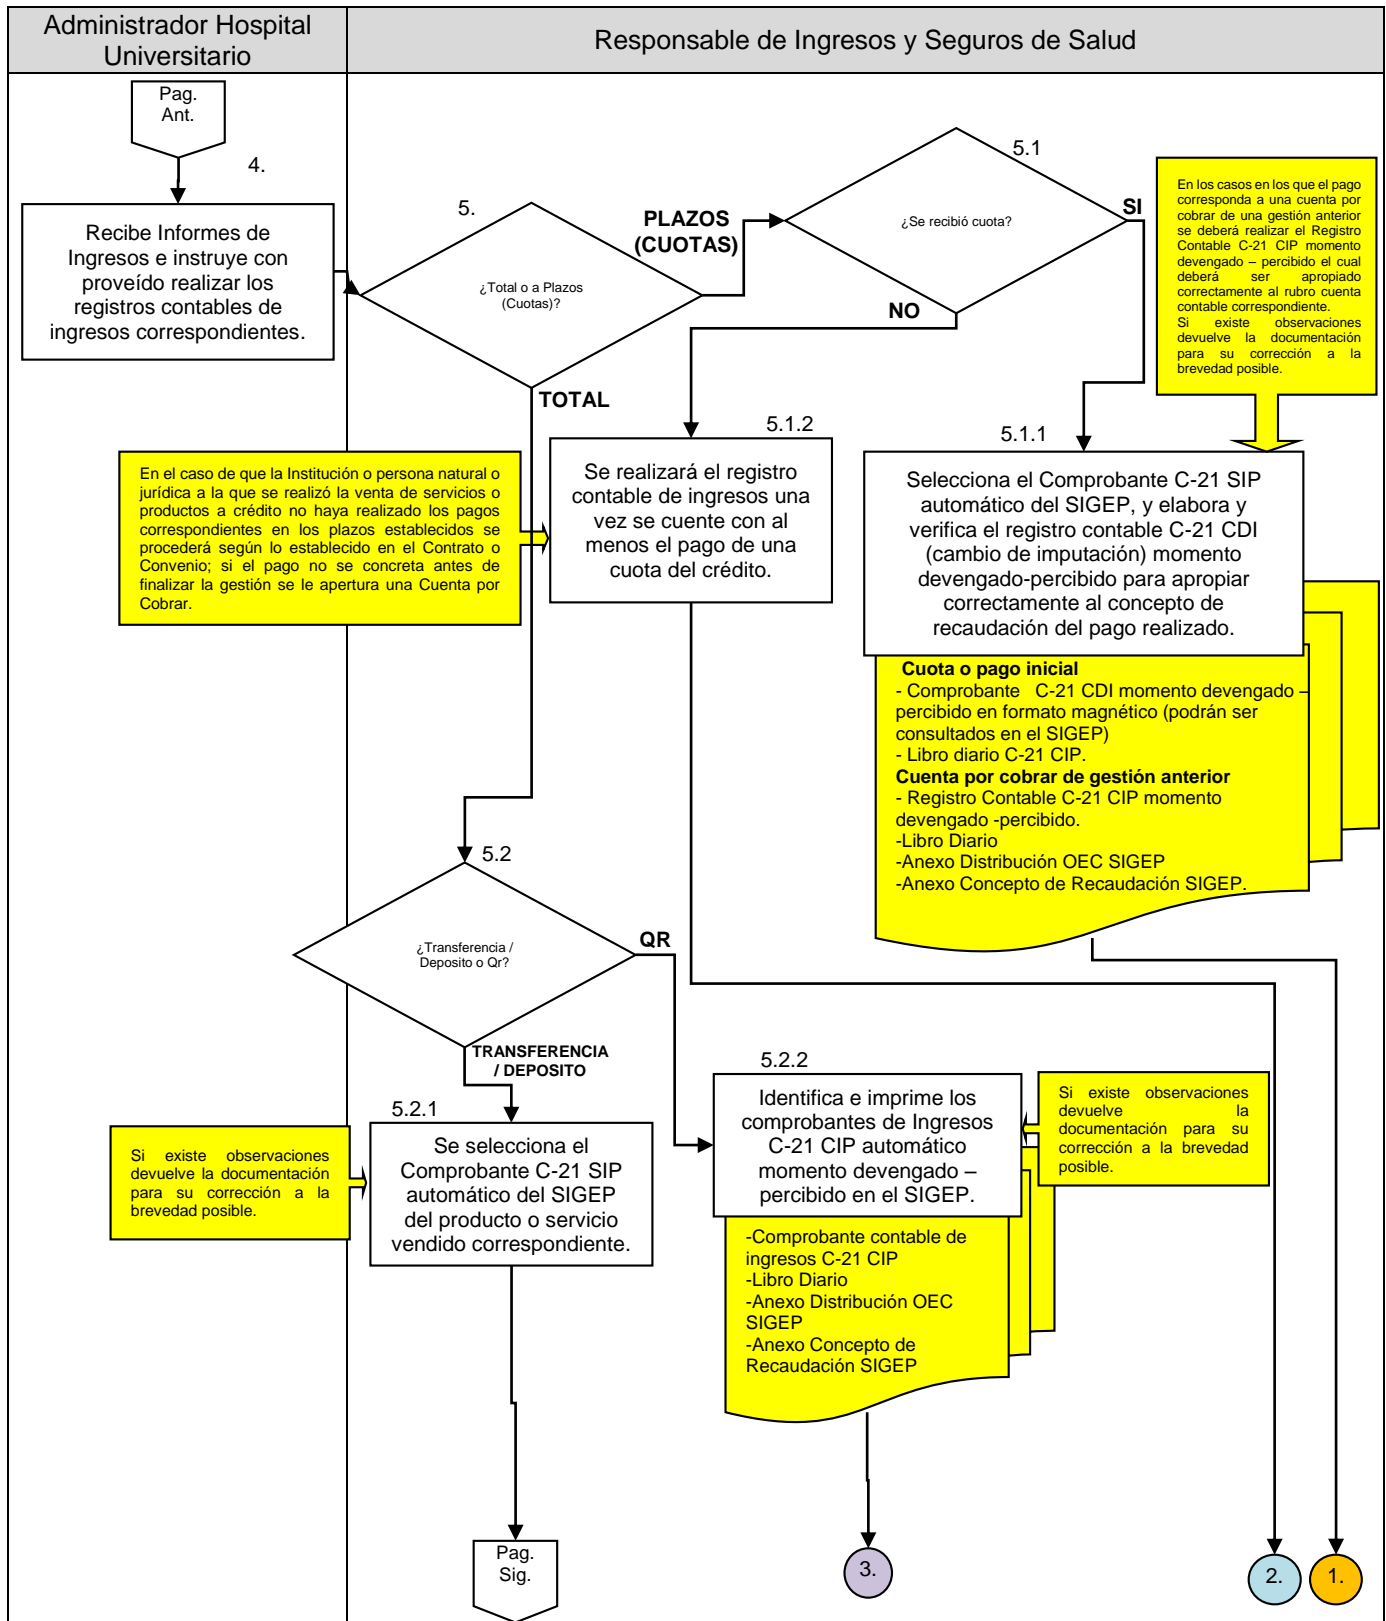 Administrador Hospital
Universitario
Responsable de Ingresos y Seguros de Salud
Pag.
Ant.
4.
Recibe Informes de
Ingresos e instruye con
proveído realizar los
registros contables de
ingresos correspondientes.
5.
¿Total o a Plazos
(Cuotas)?
PLAZOS
(CUOTAS)
TOTAL
5.1
¿Se recibió cuota?
SI
NO
En los casos en los que el pago
corresponda a una cuenta por
cobrar de una gestión anterior
se deberá realizar el Registro
Contable C-21 CIP momento
devengado – percibido el cual
deberá ser apropiado
correctamente al rubro cuenta
contable correspondiente.
Si existe observaciones
devuelve la documentación
para su corrección a la
brevedad posible.
En el caso de que la Institución o persona natural o
jurídica a la que se realizó la venta de servicios o
productos a crédito no haya realizado los pagos
correspondientes en los plazos establecidos se
procederá según lo establecido en el Contrato o
Convenio; si el pago no se concreta antes de
finalizar la gestión se le apertura una Cuenta por
Cobrar.
5.1.2
Se realizará el registro
contable de ingresos una
vez se cuente con al
menos el pago de una
cuota del crédito.
5.1.1
Selecciona el Comprobante C-21 SIP
automático del SIGEP, y elabora y
verifica el registro contable C-21 CDI
(cambio de imputación) momento
devengado-percibido para apropiar
correctamente al concepto de
recaudación del pago realizado.
Cuota o pago inicial
- Comprobante C-21 CDI momento devengado –
percibido en formato magnético (podrán ser
consultados en el SIGEP)
- Libro diario C-21 CIP.
Cuenta por cobrar de gestión anterior
- Registro Contable C-21 CIP momento
devengado -percibido.
-Libro Diario
-Anexo Distribución OEC SIGEP
-Anexo Concepto de Recaudación SIGEP.
5.2
¿Transferencia /
Deposito o Qr?
QR
TRANSFERENCIA
/ DEPOSITO
5.2.1
Si existe observaciones
devuelve la documentación
para su corrección a la
brevedad posible.
Se selecciona el
Comprobante C-21 SIP
automático del SIGEP
del producto o servicio
vendido correspondiente.
5.2.2
Identifica e imprime los
comprobantes de Ingresos
C-21 CIP automático
momento devengado –
percibido en el SIGEP.
Si existe observaciones
devuelve la
documentación para su
corrección a la brevedad
posible.
-Comprobante contable de
ingresos C-21 CIP
-Libro Diario
-Anexo Distribución OEC
SIGEP
-Anexo Concepto de
Recaudación SIGEP
Pag.
Sig.
3.
2.
1.